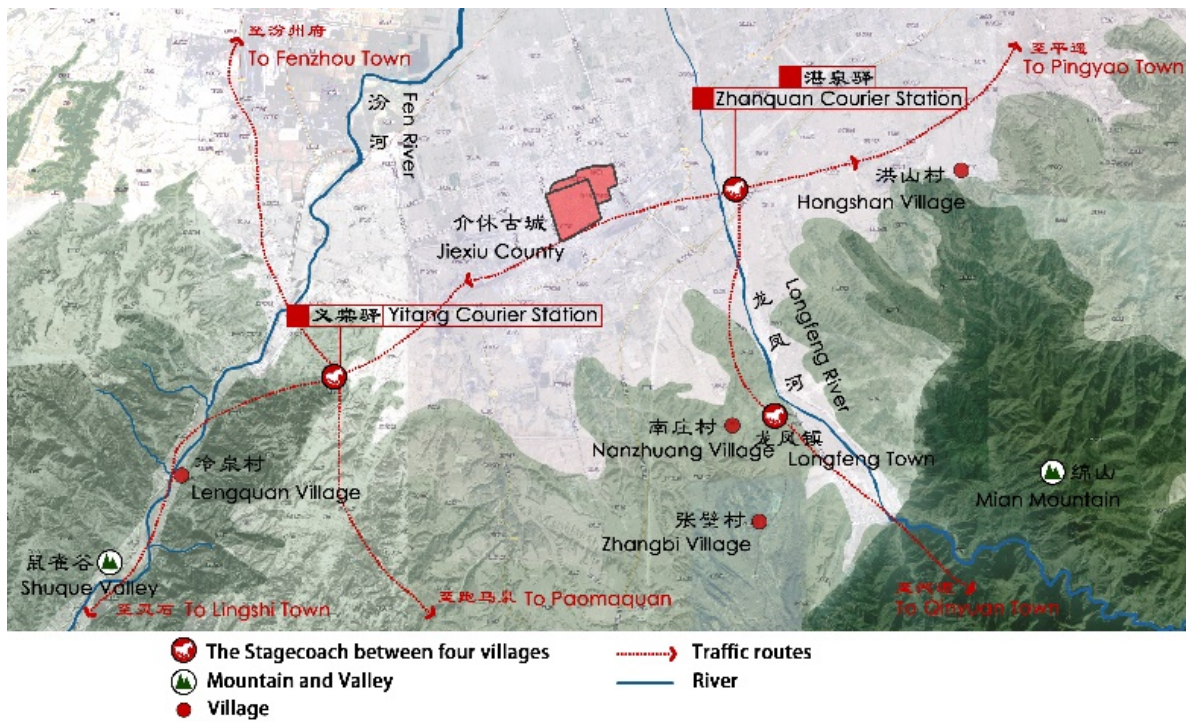 至汾州府
To Fenzhou Town
汾河
Fen River
湛泉驿
Zhanquan Courier Station
至平遥
To Pingyao Town
洪山村
Hongshan Village
介休古城
Jiexiu County
义棠驿 Yitang Courier Station
龙凤河
Longfeng River
南庄村
Nanzhuang Village
龙凤镇
Longfeng Town
冷泉村
Lengquan Village
绵山
Mian Mountain
张壁村
Zhangbi Village
鼠雀谷
Shuque Valley
至灵石 To Lingshi Town
至跑马泉 To Paomaquan
至沁源
To Qinyuan Town
The Stagecoach between four villages
Traffic routes
Mountain and Valley
River
Village